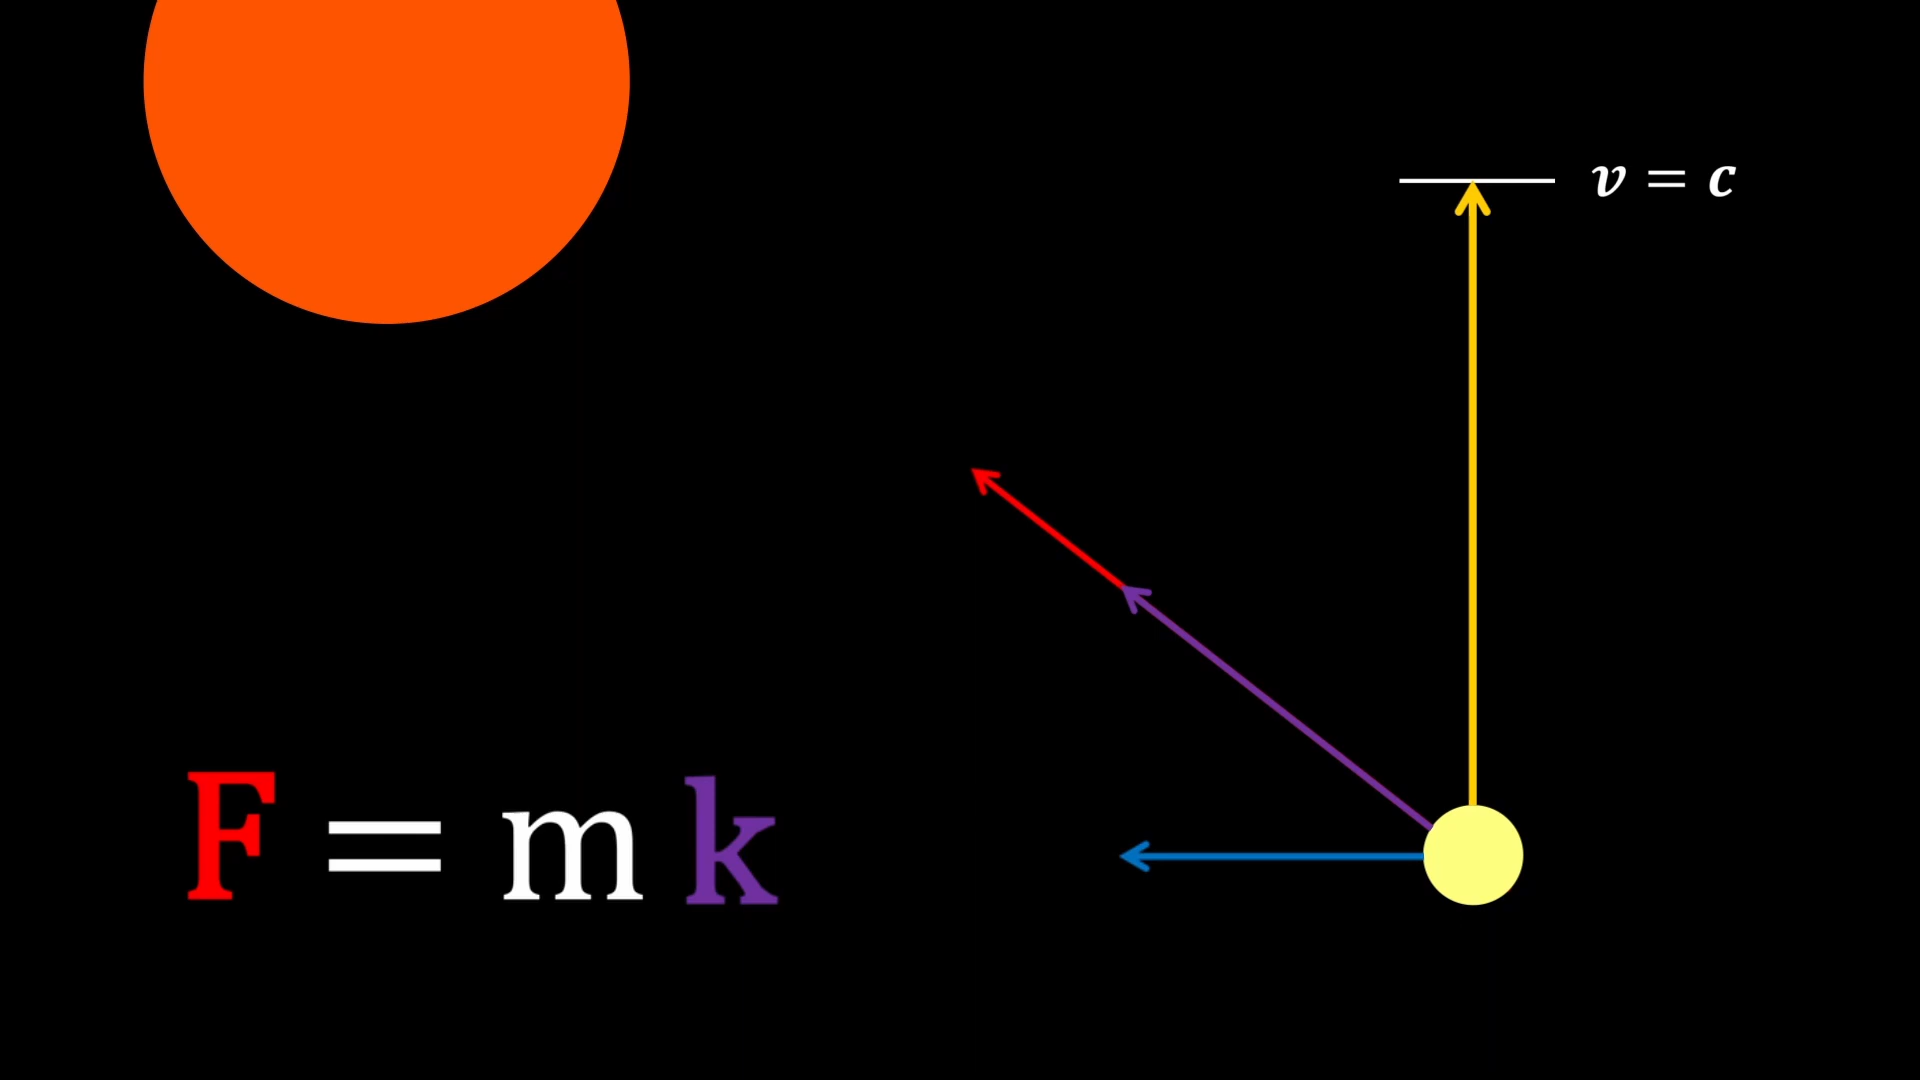 v = c
F = m k